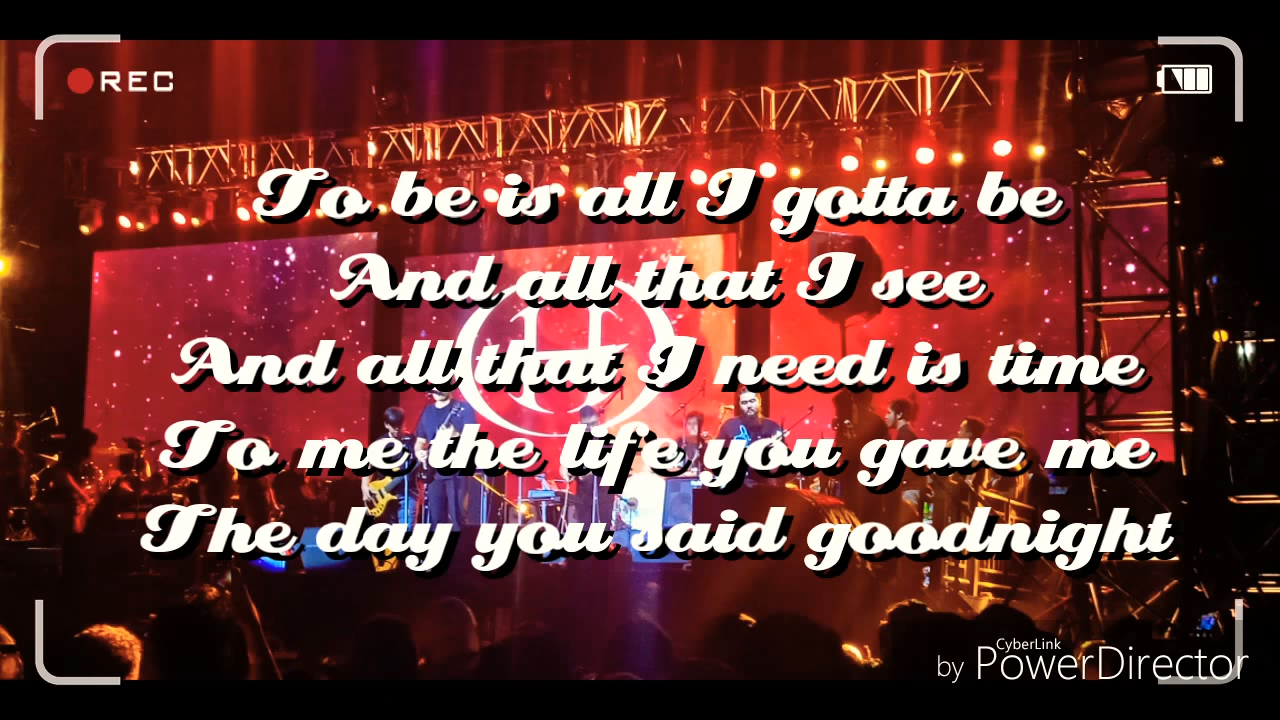 REC
To be is all I gotta be
And all that I see
And all that I need is time
To me the life you gave me
The day you said goodnight
CyberLink
by PowerDirector